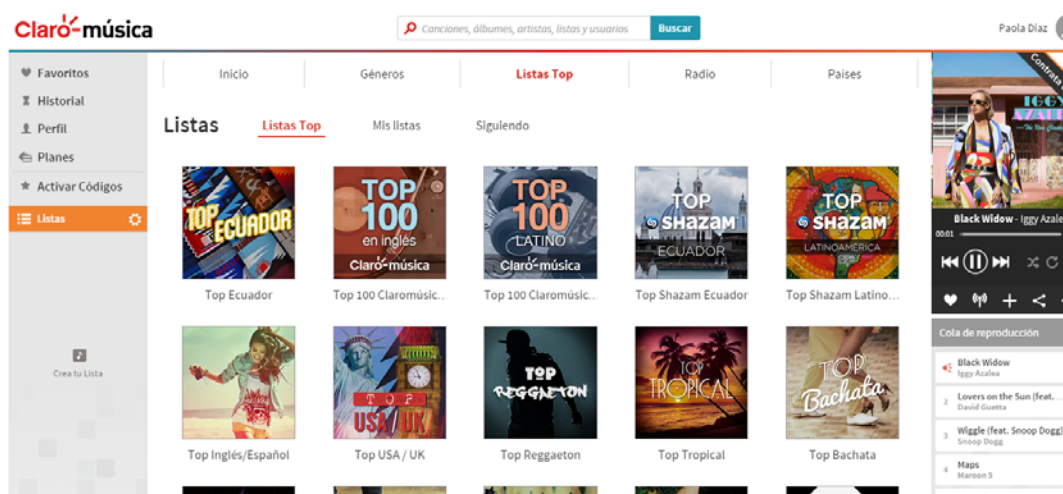 Claro-música
Canciones, álbumes, artistas, listas y usuarios
Buscar
Paola Díaz
Favoritos
Historial
Perfil
Planes
Activar Códigos
Listas
Crea tu Lista
Inicio
Géneros
Listas Top
Radio
Países
Listas
Listas Top
Mis listas
Siguiendo
TOP ECUADOR
Top Ecuador
TOP
100
en inglés
Claro-música
Top 100 Claromúsic...
TOP
100
LATINO
Claro-música
Top 100 Claromúsic...
TOP
SHAZAM
ECUADOR
Top Shazam Ecuador
TOP
SHAZAM
LATINOAMÉRICA
Top Shazam Latino...
Top Inglés/Español
TOP
USA/UK
Top USA / UK
TOP
REGGAETON
Top Reggaeton
TOP
TROPICAL
Top Tropical
TOP
Bachata
Top Bachata
Contrata
IGGY
AZALEA
Black Widow - Iggy Azale
00:01
Cola de reproducción
Black Widow
Iggy Azalea
2 Lovers on the Sun (feat. ...
David Guetta
3 Wiggle (feat. Snoop Dogg)
Snoop Dogg
4 Maps
Maroon 5